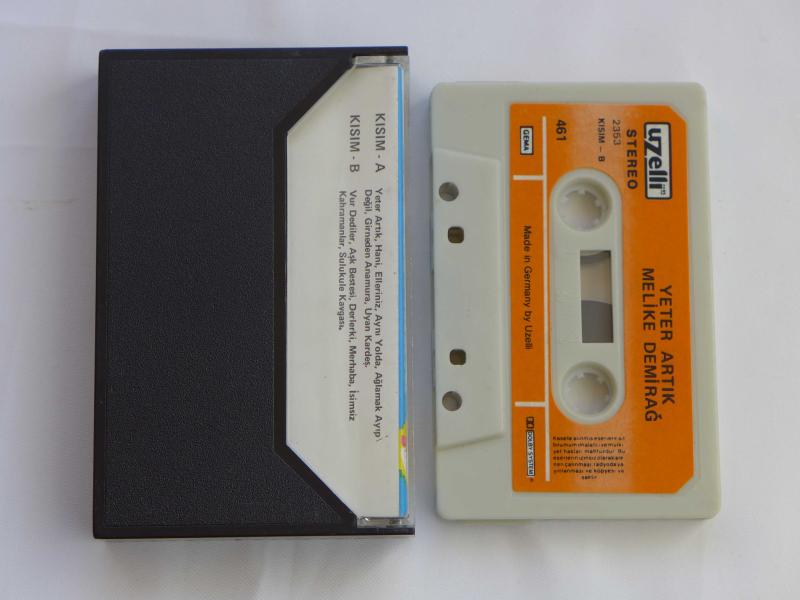 KISIM - A
Yeter Artık, Hani, Elleriniz, Aynı Yolda, Ağlamak Ayıp
Değil, Girneden Anamura, Uyan Kardeş.
KISIM - B
Vur Dediler, Aşk Bestesi, Derlerki, Merhaba, İsimsiz
Kahramanlar, Sulukule Kavgası.
uzelli
STEREO
2353
KISIM - B
461
GEMA
YETER ARTIK
MELİKE DEMİRAĞ
Made in Germany by Uzelli
DOLBY SYSTEM